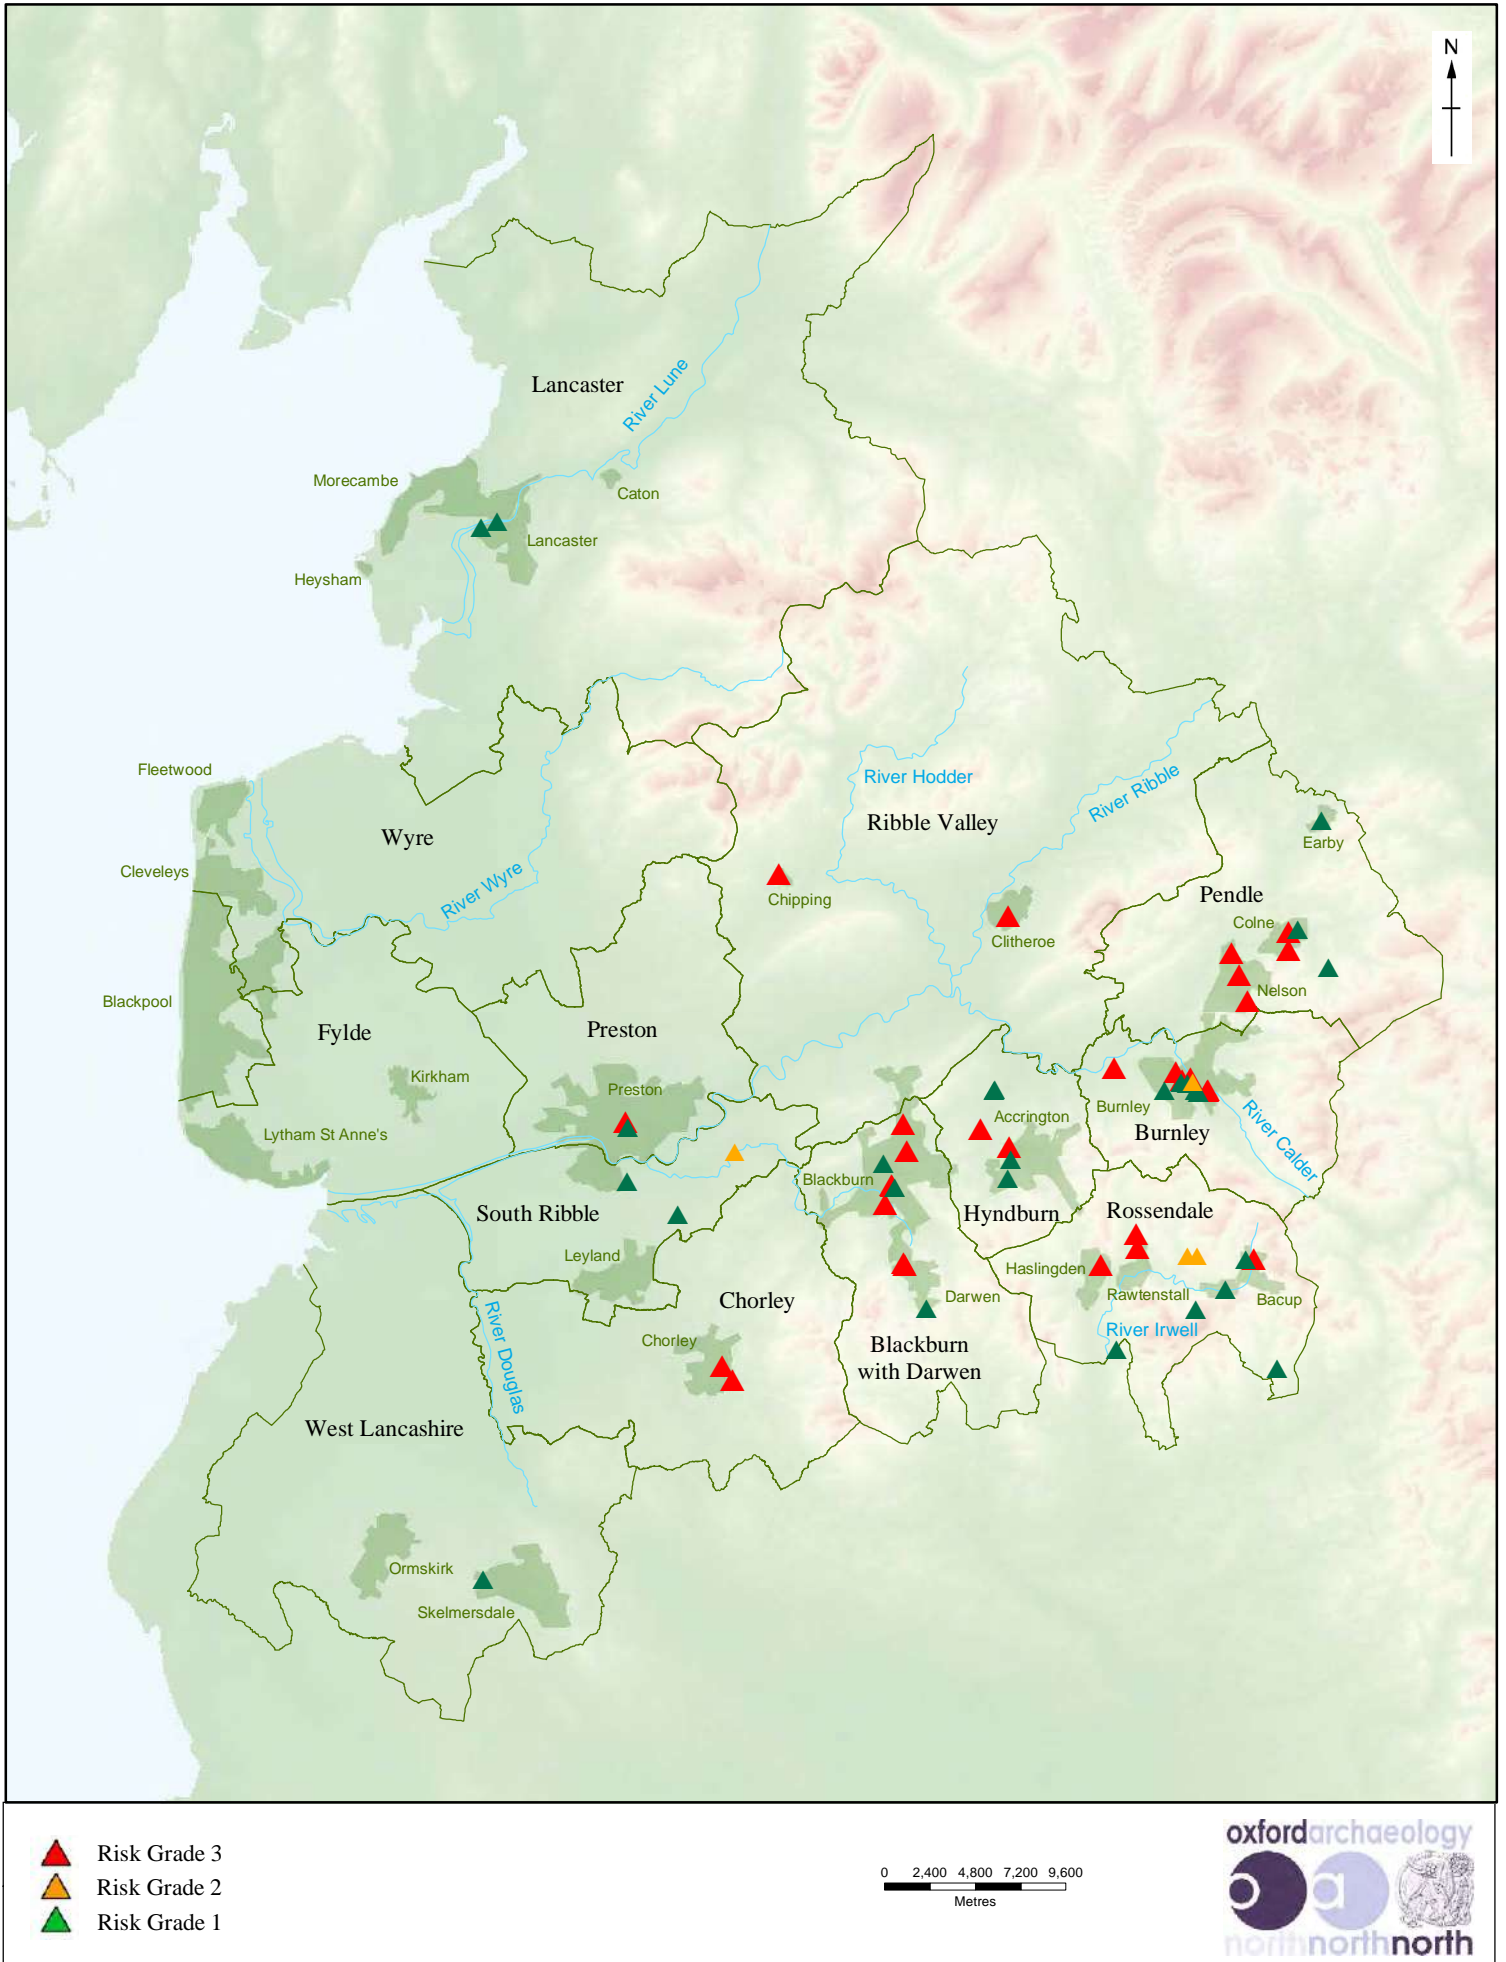 N
Lancaster
River Lune
Morecambe
Caton
Lancaster
Heysham
Fleetwood
River Hodder
River Ribble
Ribble Valley
Wyre
Earby
Cleveleys
River Wyre
Chipping
Pendle
Colne
Clitheroe
Nelson
Blackpool
Fylde
Preston
Kirkham
Preston
Burnley
Accrington
River Calder
Lytham St Anne's
Burnley
Blackburn
South Ribble
Hyndburn
Rossendale
Leyland
Haslingden
Rawtenstall
Bacup
Darwen
Chorley
River Irwell
River Douglas
Chorley
Blackburn
with Darwen
West Lancashire
Ormskirk
Skelmersdale
Risk Grade 3
Risk Grade 2
Risk Grade 1
0 2,400 4,800 7,200 9,600
Metres
oxfordarchaeology
o a
northnorthnorth